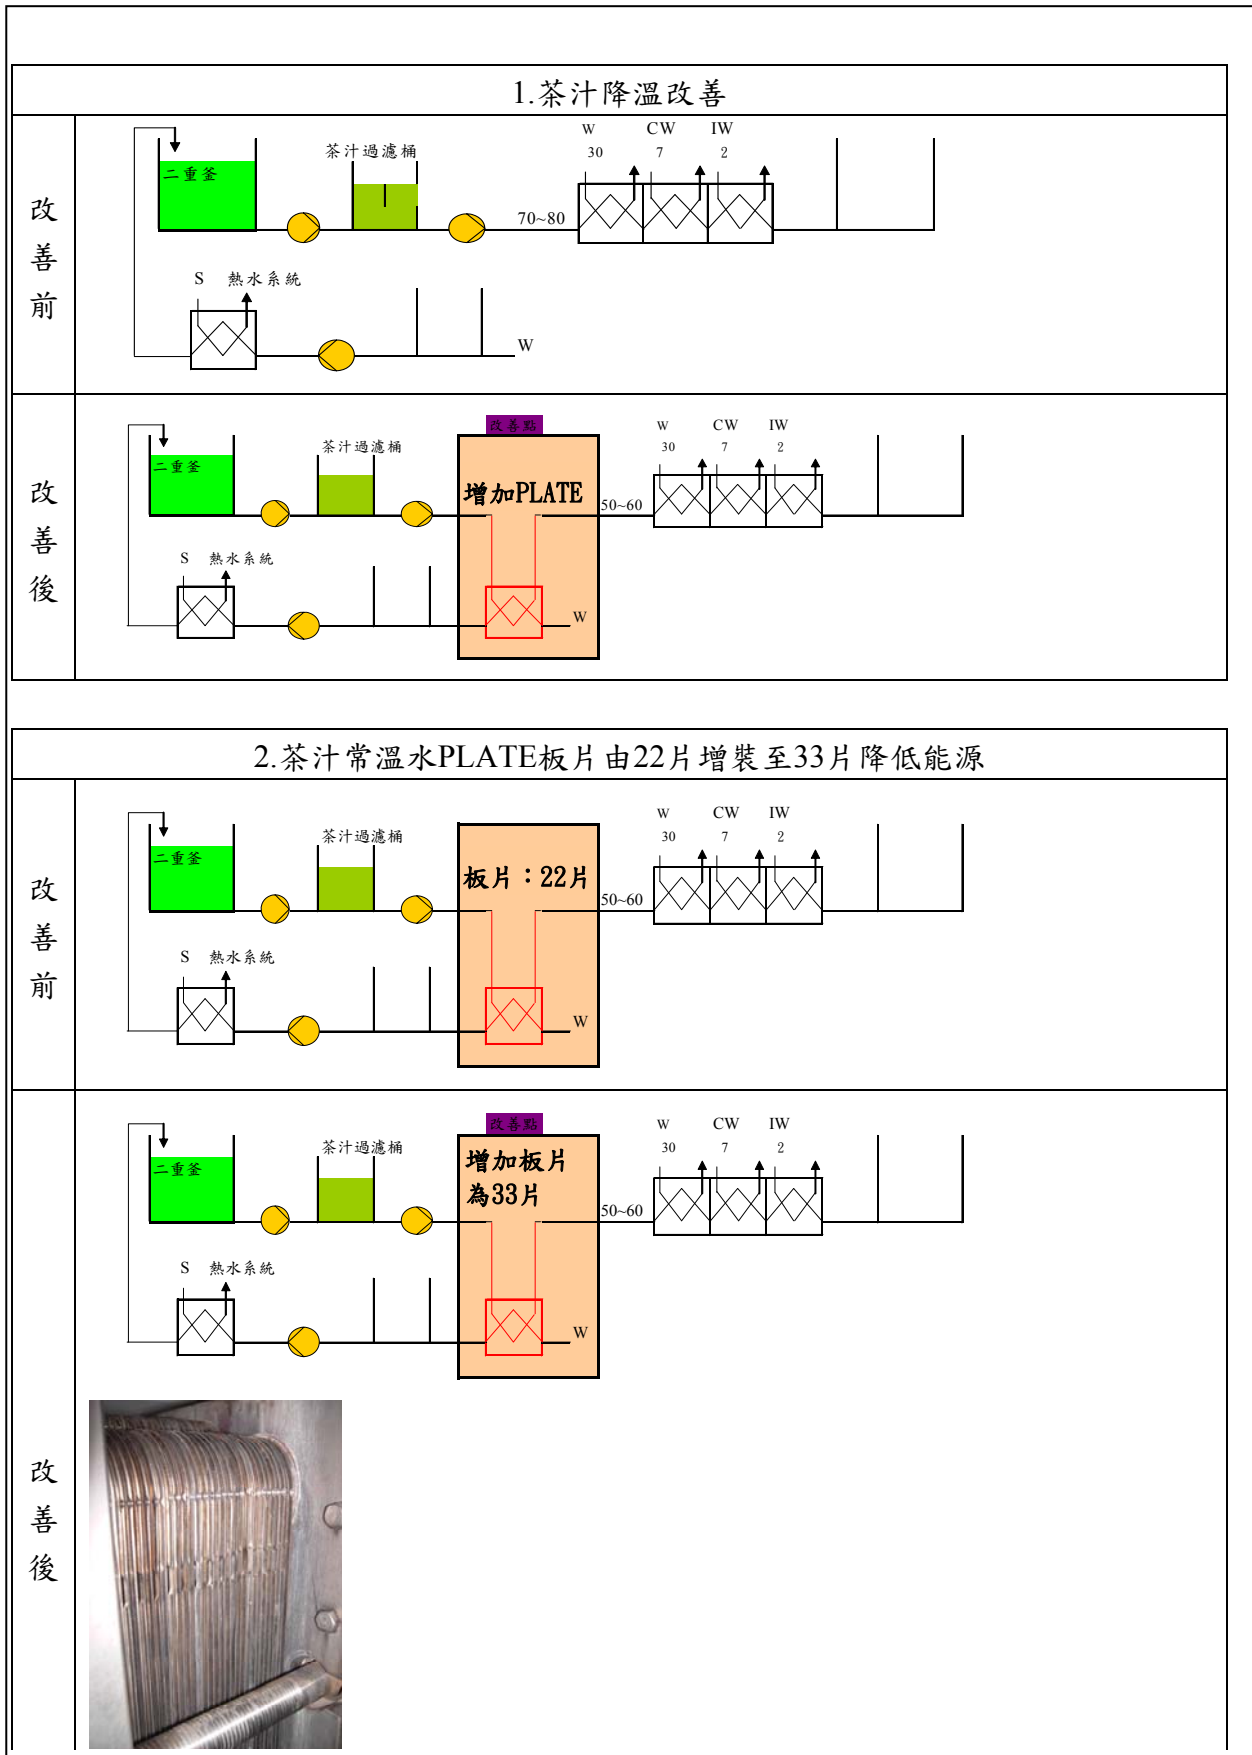 1.茶汁降溫改善
改善前
W CW IW
30 7 2
茶汁過濾桶
二重釜
70~80
S 熱水系統
W
改善後
改善點
W CW IW
30 7 2
茶汁過濾桶
二重釜
增加PLATE
50~60
S 熱水系統
W
2.茶汁常溫水PLATE板片由22片增裝至33片降低能源
改善前
W CW IW
30 7 2
茶汁過濾桶
二重釜
板片：22片
50~60
S 熱水系統
W
改善後
改善點
W CW IW
30 7 2
茶汁過濾桶
二重釜
增加板片
為33片
50~60
S 熱水系統
W